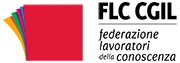 FLC CGIL
federazione
lavoratori
della conoscenza